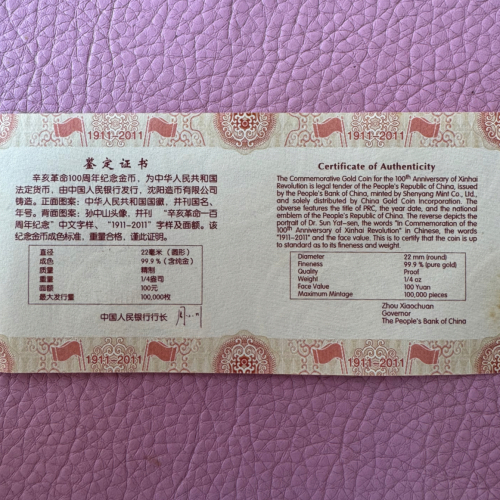 1911-2011
1911-2011
鉴定证书
辛亥革命100周年纪念金币，为中华人民共和国
法定货币，由中国人民银行发行，沈阳造币有限公司
铸造。正面图案：中华人民共和国国徽，并刊国名、
年号。背面图案：孙中山头像，并刊“辛亥革命一百
周年纪念”中文字样、“1911-2011”字样及面额。该
纪念金币成色标准、重量合格，谨此证明。
直径 22毫米（圆形）
成色 99.9%（含纯金）
质量 精制
重量 1/4盎司
面额 100元
最大发行量 100,000枚
中国人民银行行长
Certificate of Authenticity
The Commemorative Gold Coin for the 100th Anniversary of Xinhai
Revolution is legal tender of the People's Republic of China, issued
by the People's Bank of China, minted by Shenyang Mint Co., Ltd.,
and solely distributed by China Gold Coin Incorporation. The
obverse features the title of PRC, the year date, and the national
emblem of the People's Republic of China. The reverse depicts the
portrait of Dr. Sun Yat-sen, the words "In Commemoration of the
100th Anniversary of Xinhai Revolution" in Chinese, the words
"1911-2011" and the face value. This is to certify that the coin is up
to standard as to its fineness and weight.
Diameter 22 mm (round)
Fineness 99.9% (pure gold)
Quality Proof
Weight 1/4 oz
Face Value 100 Yuan
Maximum Mintage 100,000 pieces
Zhou Xiaochuan
Governor
The People's Bank of China
1911-2011
1911-2011